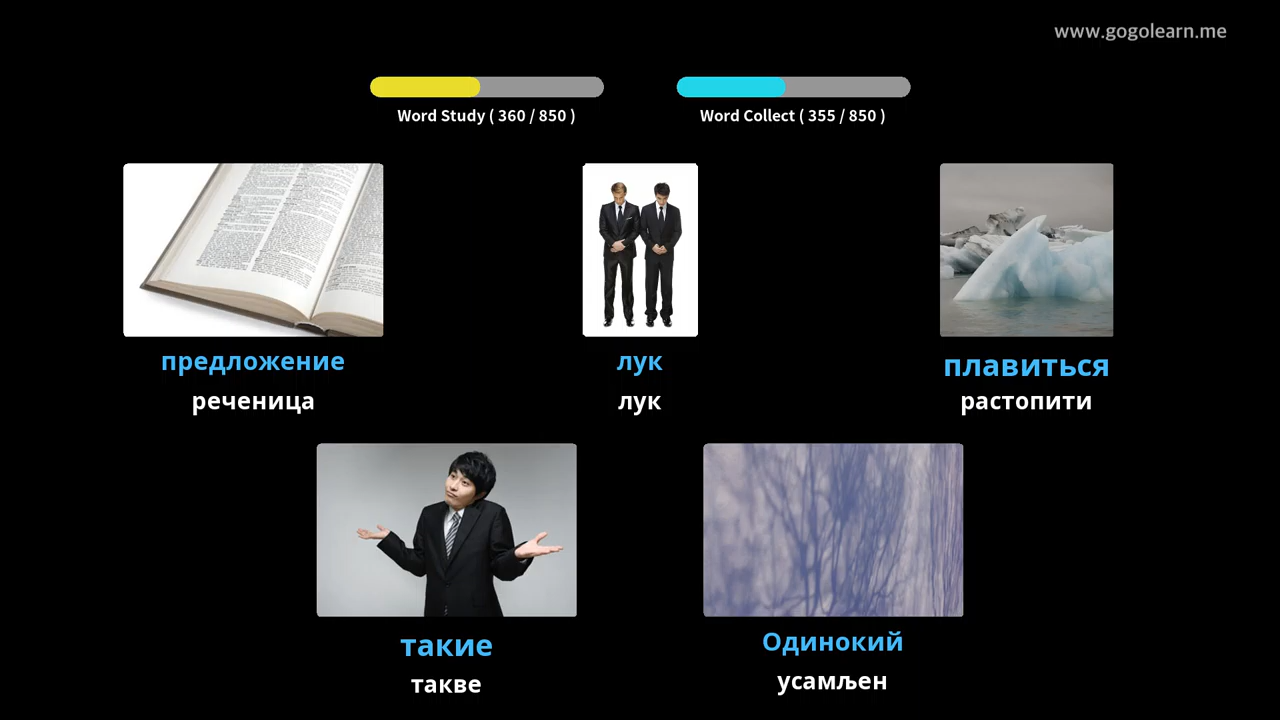 www.gogolearn.me
Word Study ( 360 / 850 )
Word Collect ( 355 / 850 )
предложение
реченица
лук
лук
плавиться
растопити
такие
такве
Одинокий
усамљен